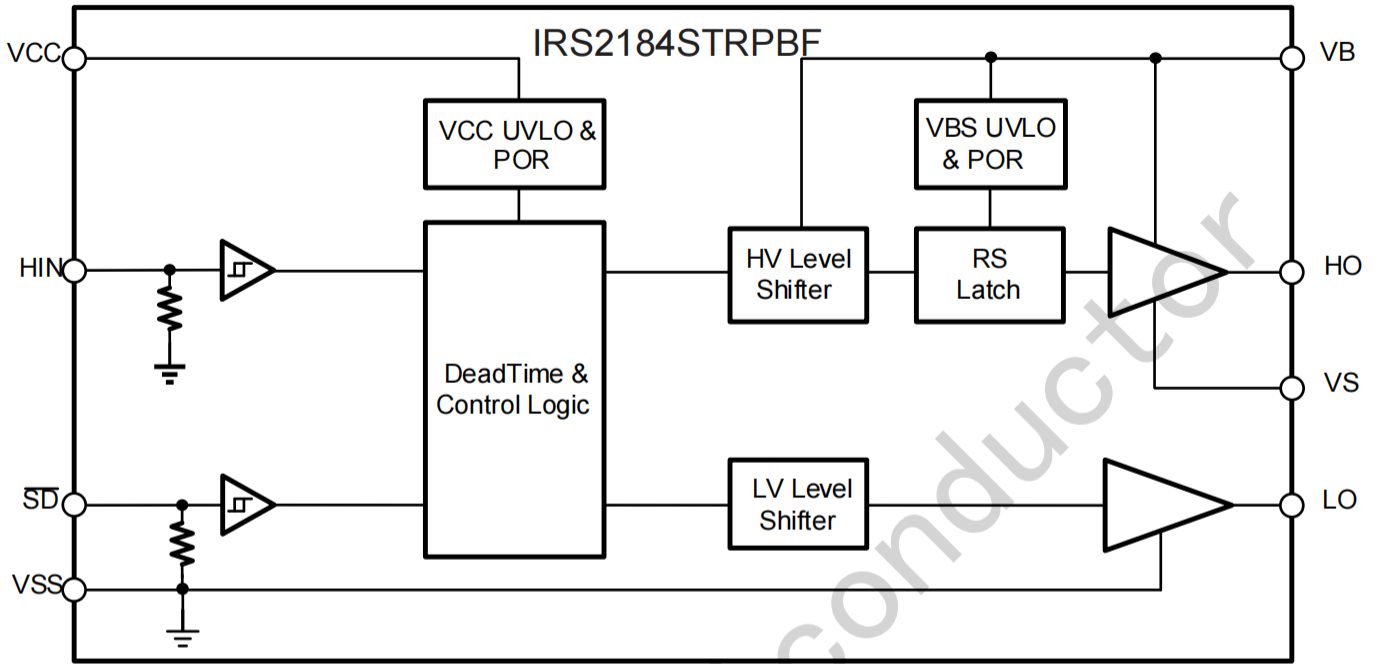 IRS2184STRPBF
VCC
VB
VCC UVLO &
POR
VBS UVLO
& POR
HIN
HV Level
Shifter
RS
Latch
HO
DeadTime &
Control Logic
VS
SD
LV Level
Shifter
LO
VSS
conductor